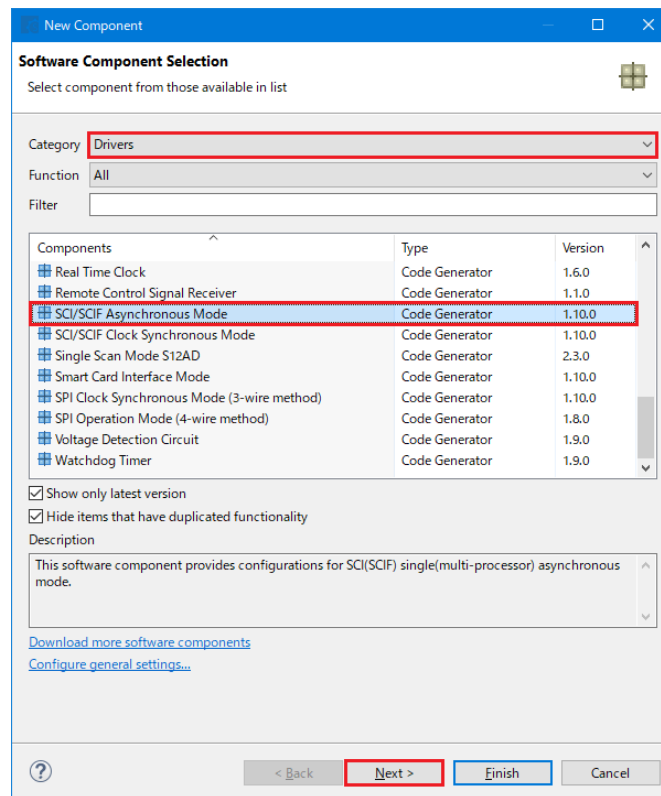 New Component
Software Component Selection
Select component from those available in list
Category Drivers
Function All
Filter
Components Type Version
Real Time Clock Code Generator 1.6.0
Remote Control Signal Receiver Code Generator 1.1.0
SCI/SCIF Asynchronous Mode Code Generator 1.10.0
SCI/SCIF Clock Synchronous Mode Code Generator 1.10.0
Single Scan Mode S12AD Code Generator 2.3.0
Smart Card Interface Mode Code Generator 1.10.0
SPI Clock Synchronous Mode (3-wire method) Code Generator 1.10.0
SPI Operation Mode (4-wire method) Code Generator 1.8.0
Voltage Detection Circuit Code Generator 1.9.0
Watchdog Timer Code Generator 1.9.0
Show only latest version
Hide items that have duplicated functionality
Description
This software component provides configurations for SCI(SCIF) single(multi-processor) asynchronous
mode.
Download more software components
Configure general settings...
? < Back Next > Finish Cancel